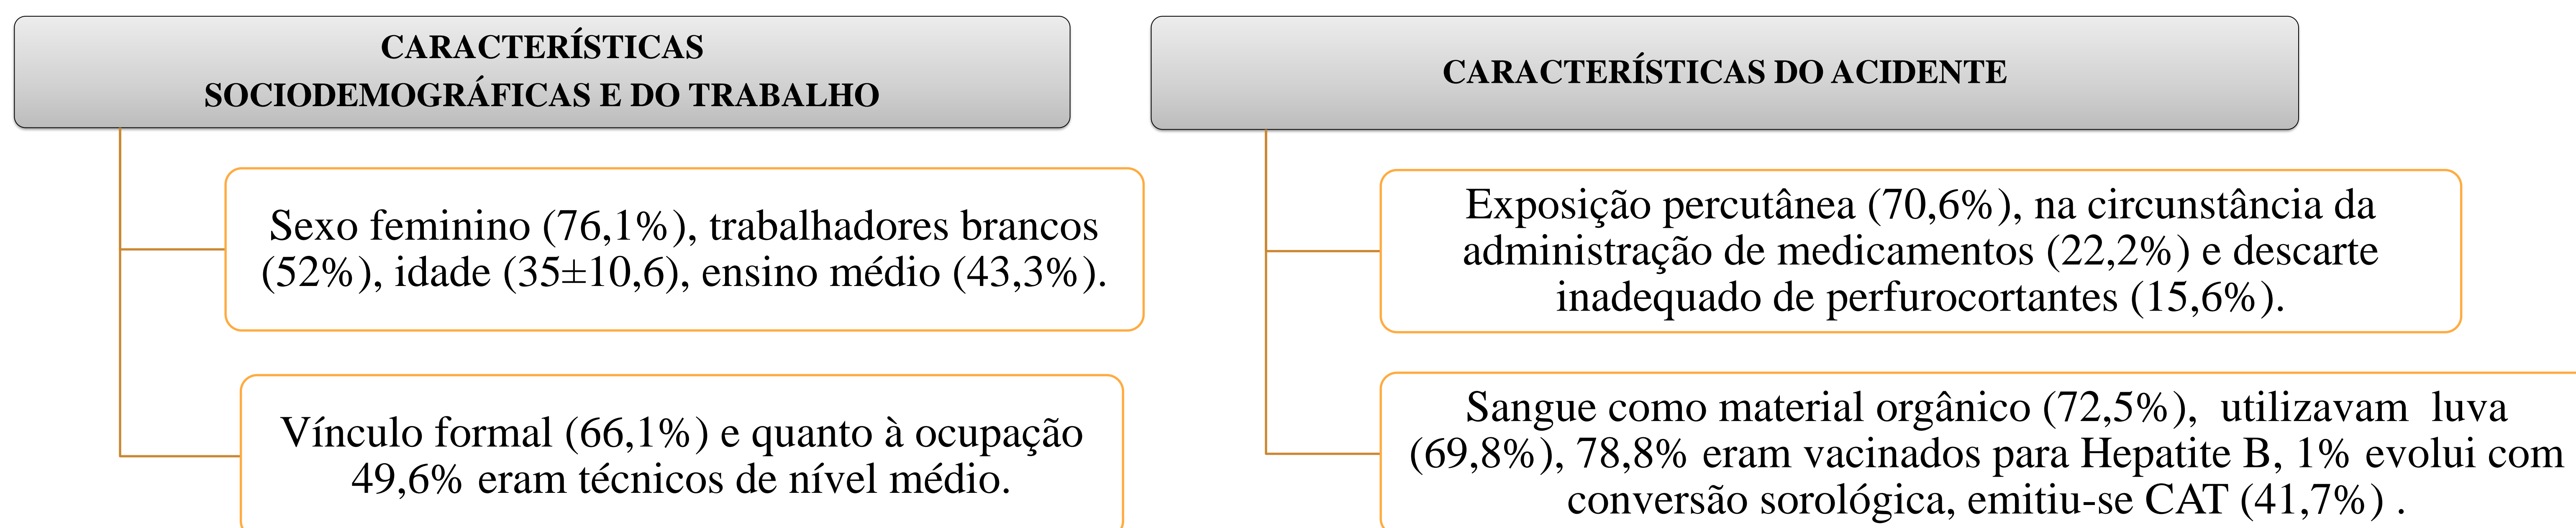 CARACTERÍSTICAS
SOCIODEMOGRÁFICAS E DO TRABALHO
Sexo feminino (76,1%), trabalhadores brancos
(52%), idade (35±10,6), ensino médio (43,3%).
Vínculo formal (66,1%) e quanto à ocupação
49,6% eram técnicos de nível médio.
CARACTERÍSTICAS DO ACIDENTE
Exposição percutânea (70,6%), na circunstância da
administração de medicamentos (22,2%) e descarte
inadequado de perfurocortantes (15,6%).
Sangue como material orgânico (72,5%), utilizavam luva
(69,8%), 78,8% eram vacinados para Hepatite B, 1% evolui com
conversão sorológica, emitiu-se CAT (41,7%) .